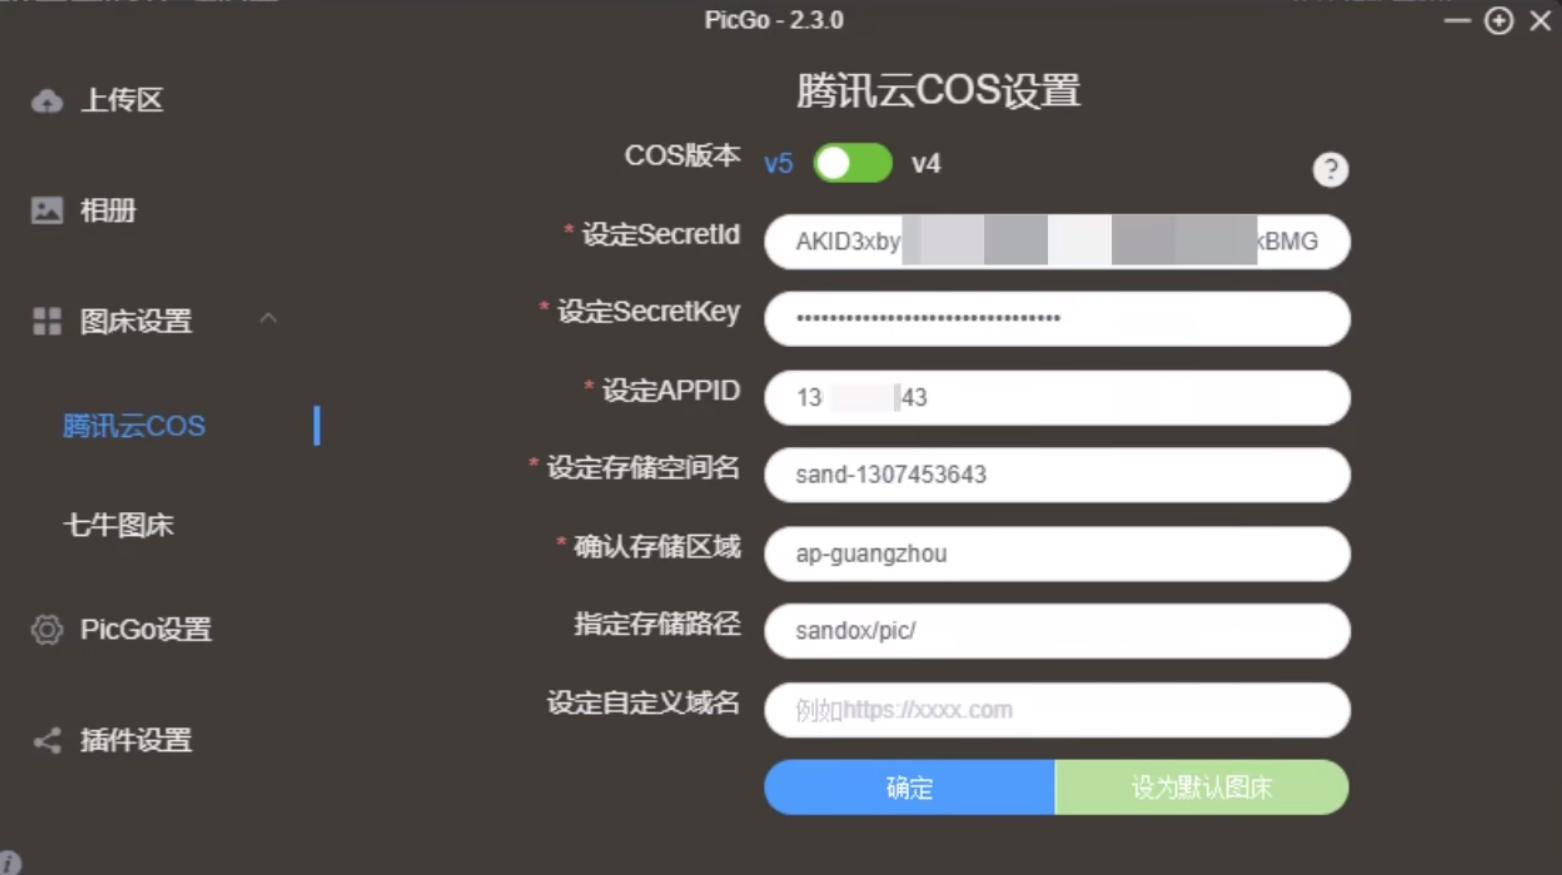 PicGo - 2.3.0
上传区
相册
图床设置
腾讯云COS
七牛图床
PicGo设置
插件设置
腾讯云COS设置
COS版本 v5 v4
?
* 设定SecretId AKID3xby kBMG
* 设定SecretKey ••••••••••••••••••••••••••••••••
* 设定APPID 13 43
* 设定存储空间名 sand-1307453643
* 确认存储区域 ap-guangzhou
指定存储路径 sandox/pic/
设定自定义域名 例如https://xxxx.com
确定 设为默认图床